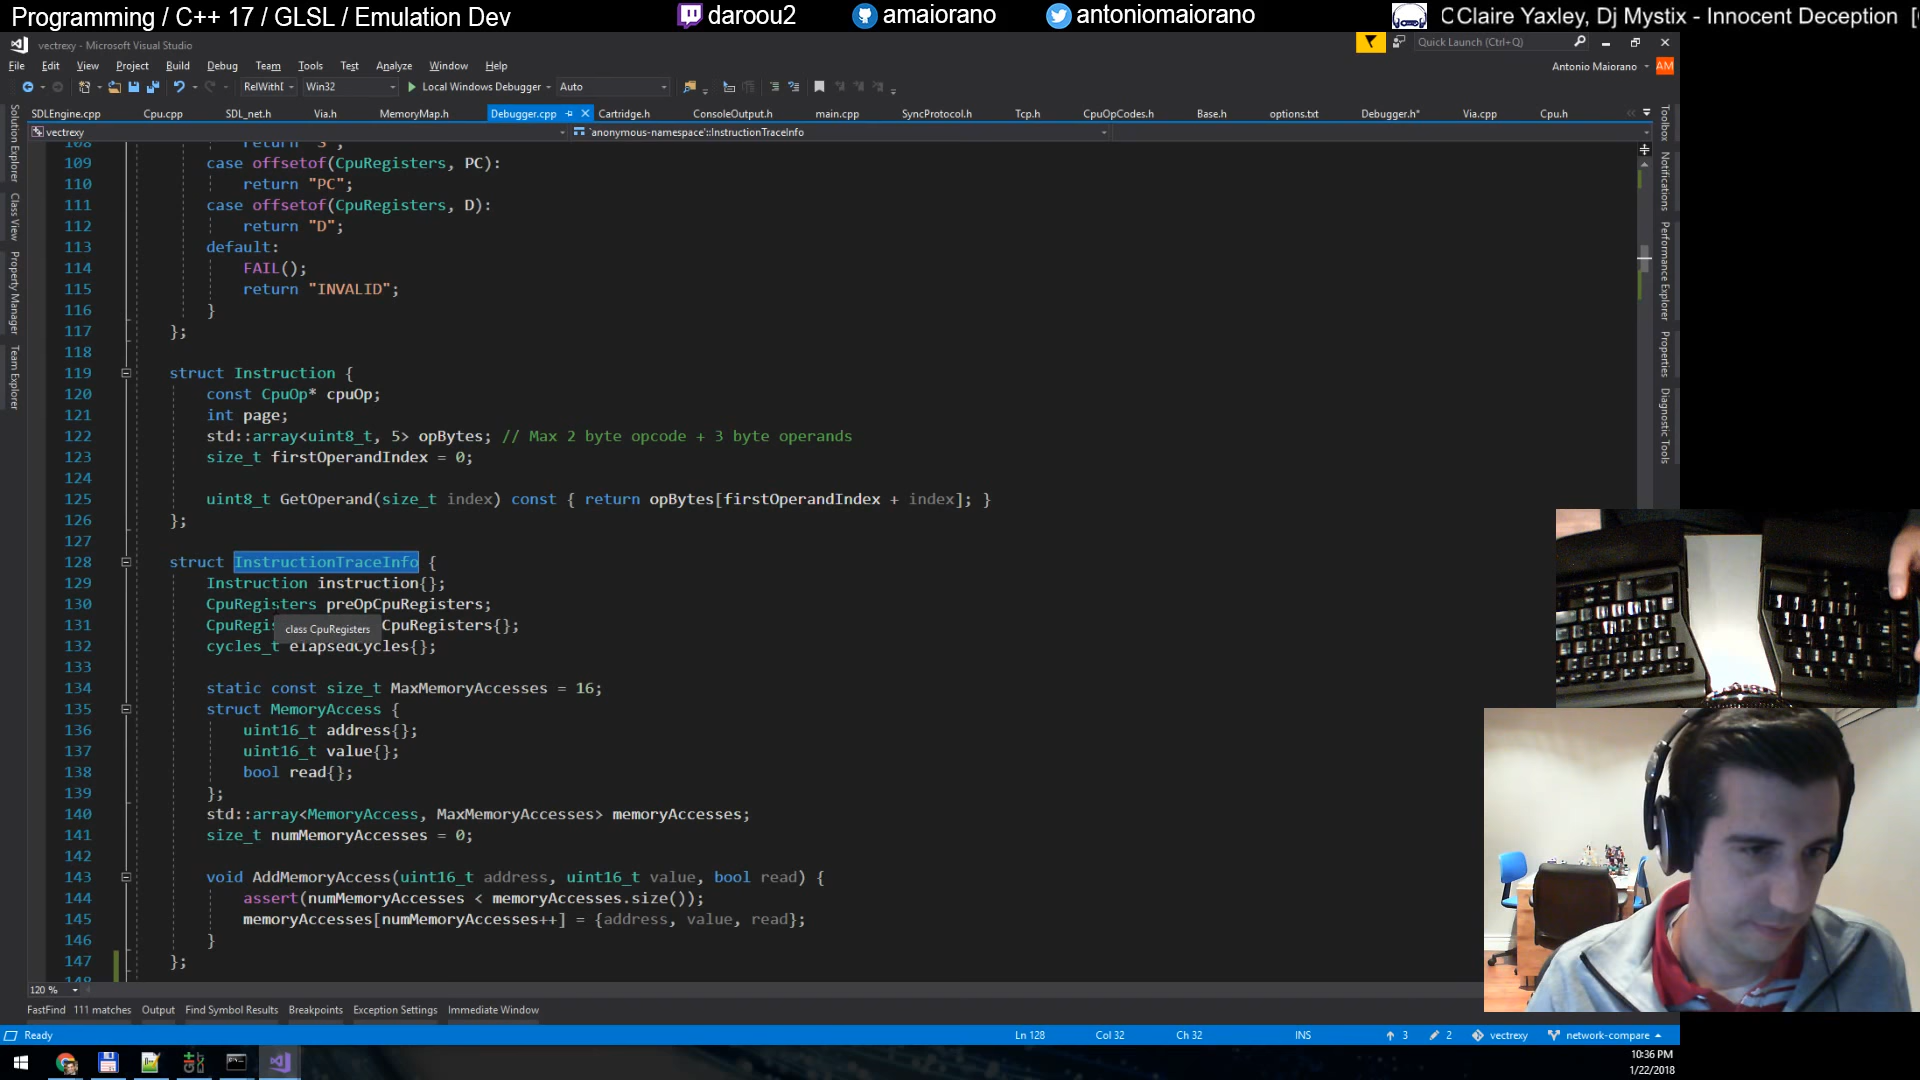 Programming / C++ 17 / GLSL / Emulation Dev
daroou2
amaiorano
antoniomaiorano
Claire Yaxley, Dj Mystix - Innocent Deception
vectrexy - Microsoft Visual Studio
Quick Launch (Ctrl+Q)
File Edit View Project Build Debug Team Tools Test Analyze Window Help
Antonio Maiorano AM
RelWithI Win32 Local Windows Debugger Auto
SDLEngine.cpp Cpu.cpp SDL_net.h Via.h MemoryMap.h Debugger.cpp Cartridge.h ConsoleOutput.h main.cpp SyncProtocol.h Tcp.h CpuOpCodes.h Base.h options.txt Debugger.h* Via.cpp Cpu.h
vectrexy `anonymous-namespace'::InstructionTraceInfo
Solution Explorer
Class View
Property Manager
Team Explorer
Toolbox
Notifications
Performance Explorer
Properties
Diagnostic Tools
108 return "S";
109 case offsetof(CpuRegisters, PC):
110 return "PC";
111 case offsetof(CpuRegisters, D):
112 return "D";
113 default:
114 FAIL();
115 return "INVALID";
116 }
117 };
118
119 struct Instruction {
120 const CpuOp* cpuOp;
121 int page;
122 std::array<uint8_t, 5> opBytes; // Max 2 byte opcode + 3 byte operands
123 size_t firstOperandIndex = 0;
124
125 uint8_t GetOperand(size_t index) const { return opBytes[firstOperandIndex + index]; }
126 };
127
128 struct InstructionTraceInfo {
129 Instruction instruction{};
130 CpuRegisters preOpCpuRegisters;
131 CpuRegi CpuRegisters{};
class CpuRegisters
132 cycles_t elapsedCycles{};
133
134 static const size_t MaxMemoryAccesses = 16;
135 struct MemoryAccess {
136 uint16_t address{};
137 uint16_t value{};
138 bool read{};
139 };
140 std::array<MemoryAccess, MaxMemoryAccesses> memoryAccesses;
141 size_t numMemoryAccesses = 0;
142
143 void AddMemoryAccess(uint16_t address, uint16_t value, bool read) {
144 assert(numMemoryAccesses < memoryAccesses.size());
145 memoryAccesses[numMemoryAccesses++] = {address, value, read};
146 }
147 };
148
120 %
FastFind 111 matches Output Find Symbol Results Breakpoints Exception Settings Immediate Window
Ready Ln 128 Col 32 Ch 32 INS 3 2 vectrexy network-compare
10:36 PM
1/22/2018